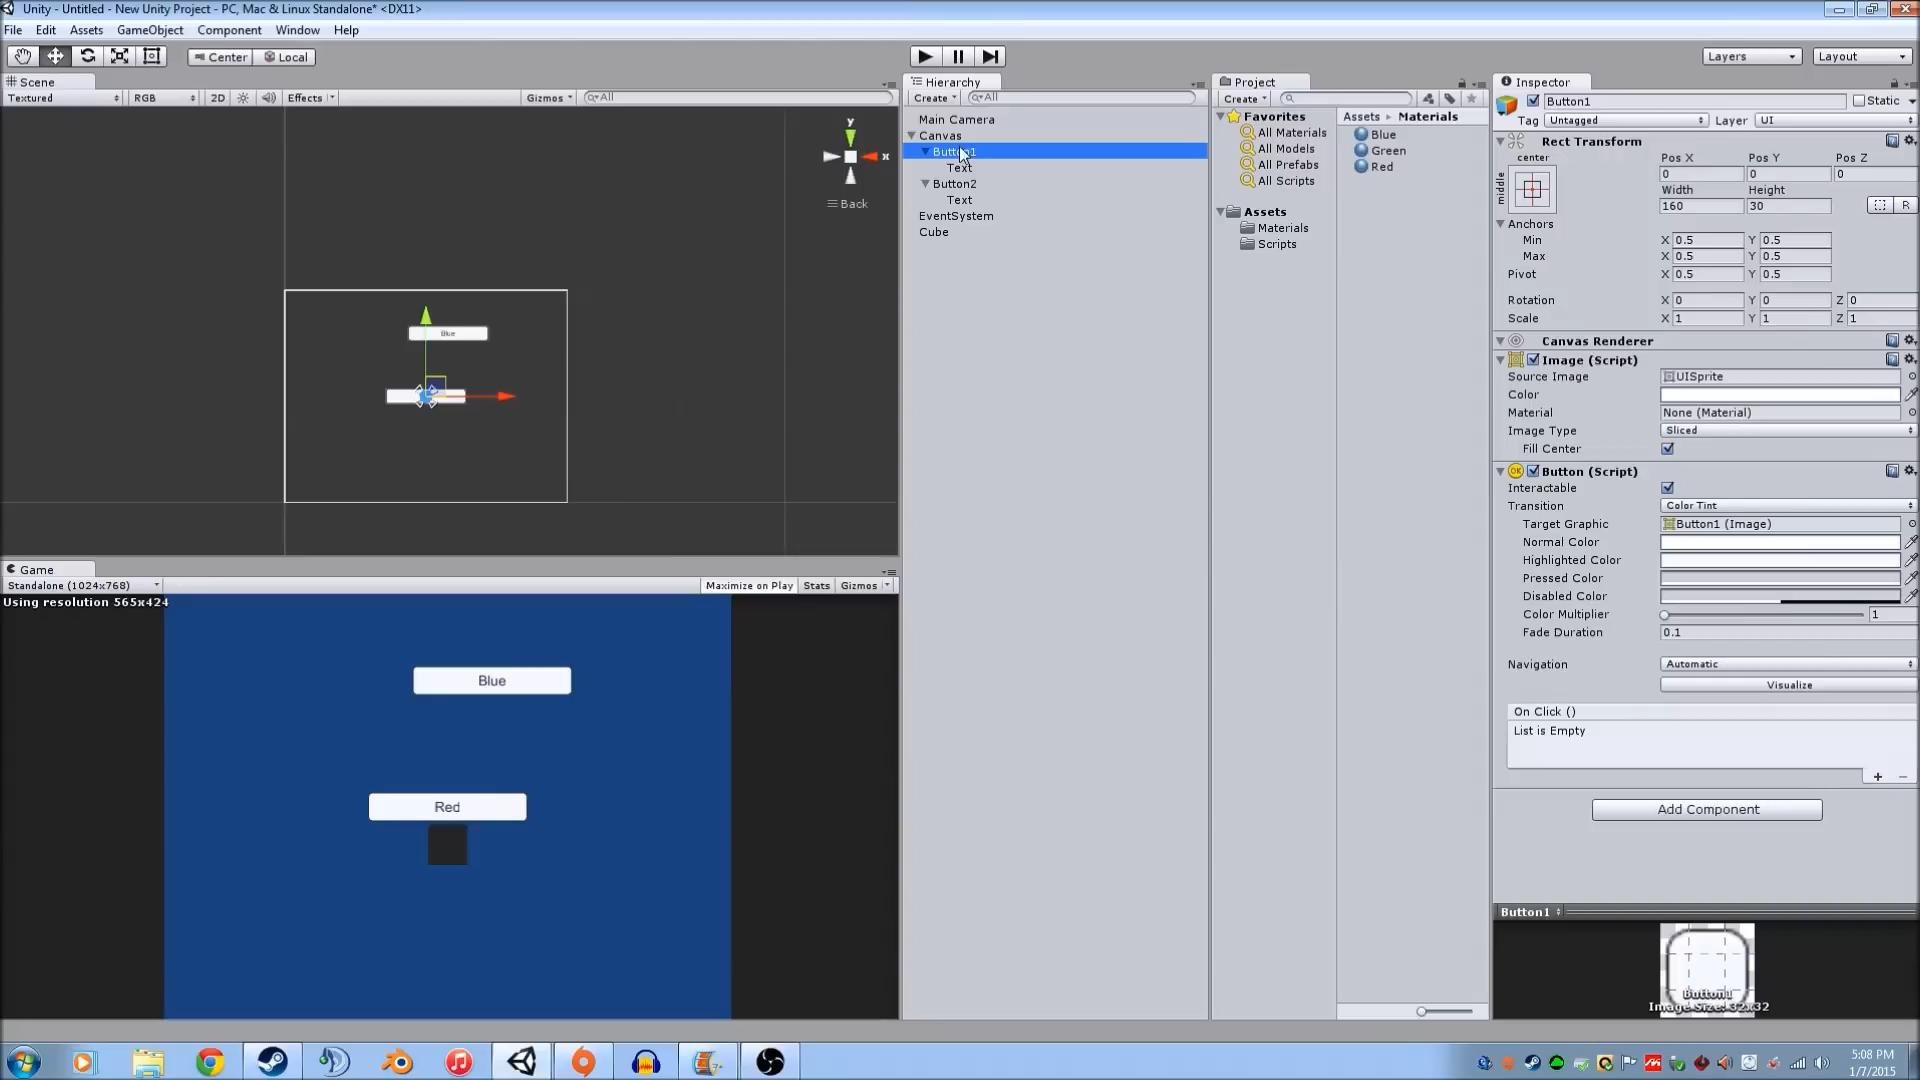 Unity - Untitled - New Unity Project - PC, Mac & Linux Standalone* <DX11>
File Edit Assets GameObject Component Window Help
Center Local
Layers Layout
Scene
Textured RGB 2D Effects Gizmos All
y
x
Back
Blue
Game
Standalone (1024x768) Maximize on Play Stats Gizmos
Using resolution 565x424
Blue
Red
Hierarchy
Create All
Main Camera
Canvas
Button1
Text
Button2
Text
EventSystem
Cube
Project
Create
Favorites
All Materials
All Models
All Prefabs
All Scripts
Assets
Materials
Scripts
Assets Materials
Blue
Green
Red
Inspector
Button1 Static
Tag Untagged Layer UI
Rect Transform
center
middle
Pos X Pos Y Pos Z
0 0 0
Width Height
160 30
R
Anchors
Min X 0.5 Y 0.5
Max X 0.5 Y 0.5
Pivot X 0.5 Y 0.5
Rotation X 0 Y 0 Z 0
Scale X 1 Y 1 Z 1
Canvas Renderer
Image (Script)
Source Image UISprite
Color
Material None (Material)
Image Type Sliced
Fill Center
OK Button (Script)
Interactable
Transition Color Tint
Target Graphic Button1 (Image)
Normal Color
Highlighted Color
Pressed Color
Disabled Color
Color Multiplier 1
Fade Duration 0.1
Navigation Automatic
Visualize
On Click ()
List is Empty
+ −
Add Component
Button1
Button1
Image Size: 32x32
5:08 PM
1/7/2015